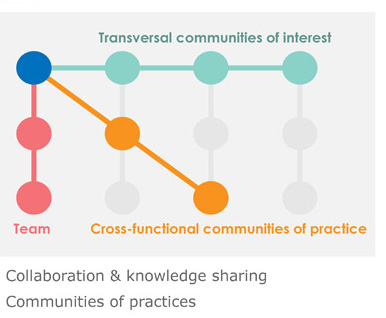 Transversal communities of interest
Team
Cross-functional communities of practice
Collaboration & knowledge sharing
Communities of practices